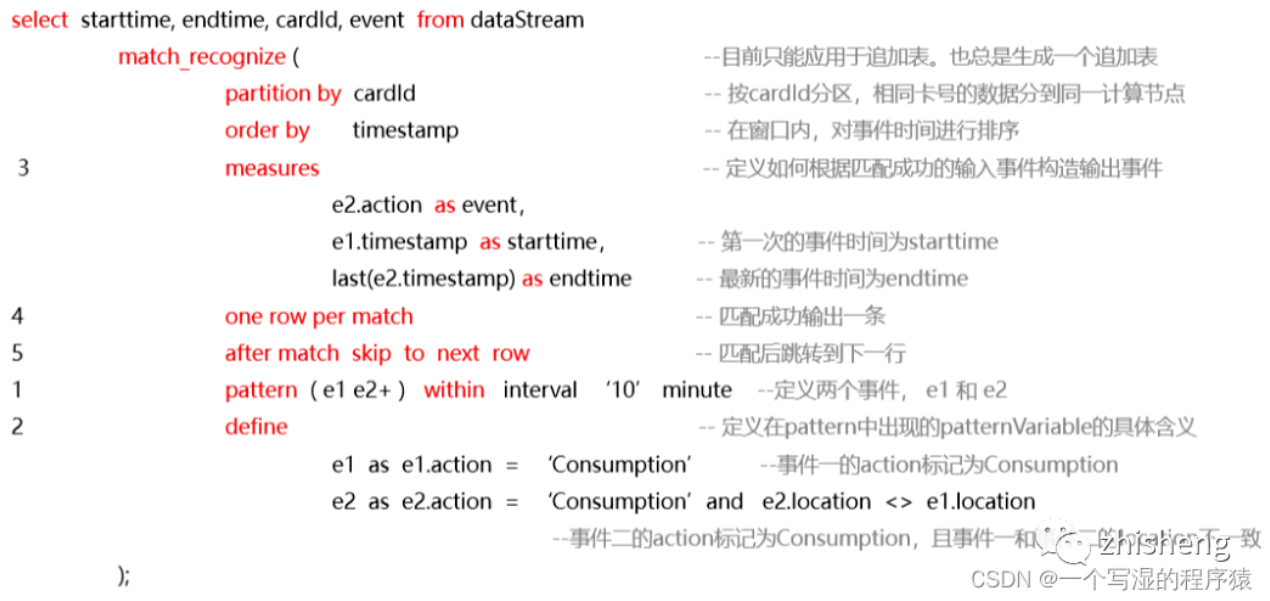 select starttime, endtime, cardId, event from dataStream
match_recognize ( --目前只能应用于追加表。也总是生成一个追加表
partition by cardId -- 按cardId分区，相同卡号的数据分到同一计算节点
order by timestamp -- 在窗口内，对事件时间进行排序
3 measures -- 定义如何根据匹配成功的输入事件构造输出事件
e2.action as event,
e1.timestamp as starttime, -- 第一次的事件时间为starttime
last(e2.timestamp) as endtime -- 最新的事件时间为endtime
4 one row per match -- 匹配成功输出一条
5 after match skip to next row -- 匹配后跳转到下一行
1 pattern ( e1 e2+ ) within interval ‘10’ minute --定义两个事件， e1 和 e2
2 define -- 定义在pattern中出现的patternVariable的具体含义
e1 as e1.action = ‘Consumption’ --事件一的action标记为Consumption
e2 as e2.action = ‘Consumption’ and e2.location <> e1.location
--事件二的action标记为Consumption，且事件一和 二的location不一致
zhisheng
);
CSDN @一个写湿的程序猿